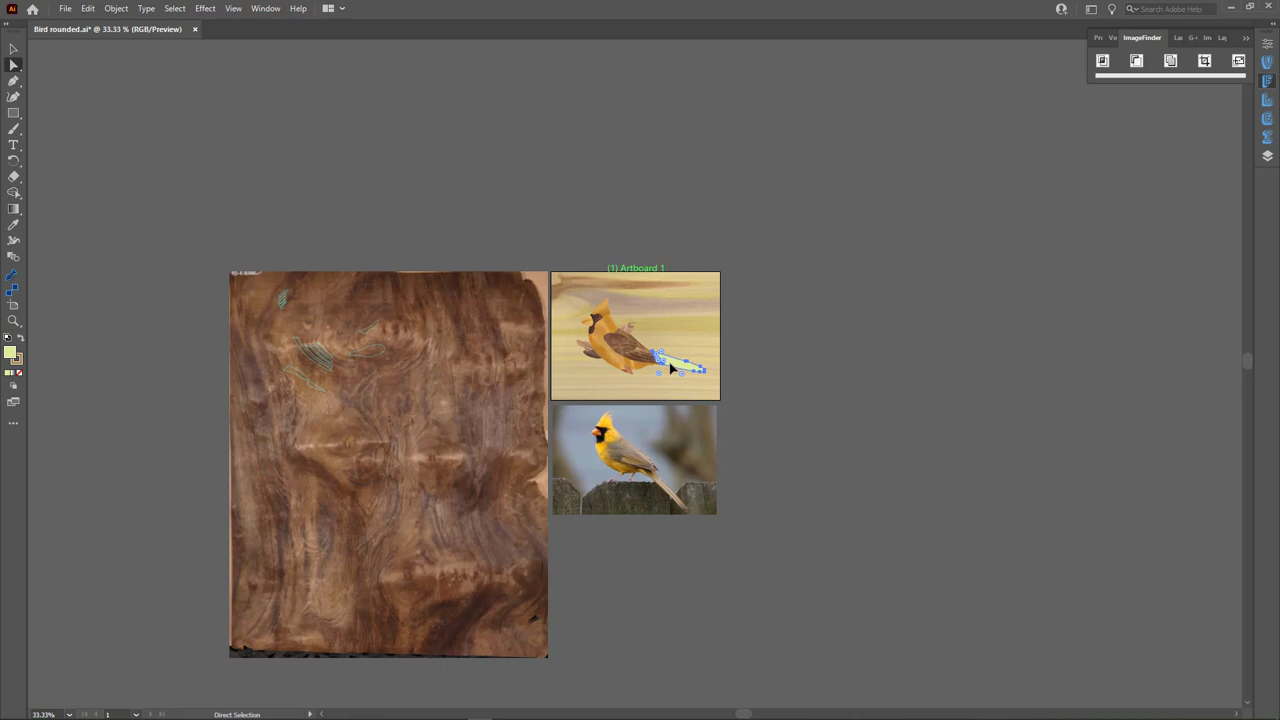 Ai File Edit Object Type Select Effect View Window Help
Search Adobe Help
Bird rounded.ai* @ 33.33 % (RGB/Preview) ×
ImageFinder
(1) Artboard 1
33.33% 1 Direct Selection